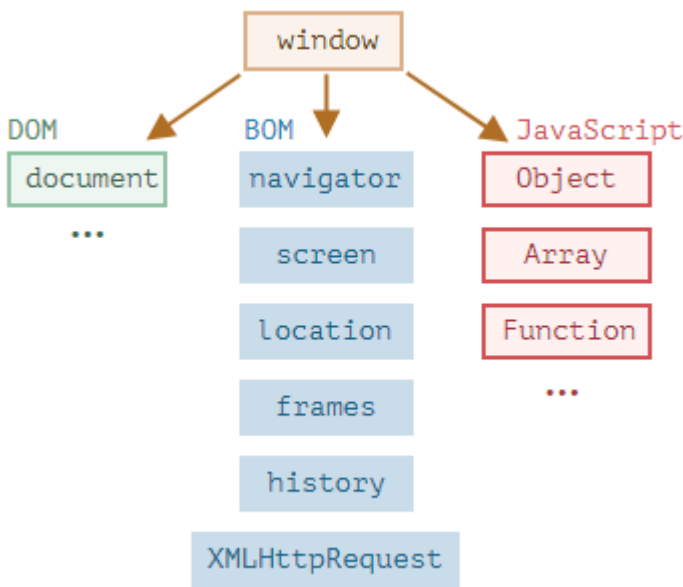 window
DOM
document
...
BOM
navigator
screen
location
frames
history
XMLHttpRequest
JavaScript
Object
Array
Function
...